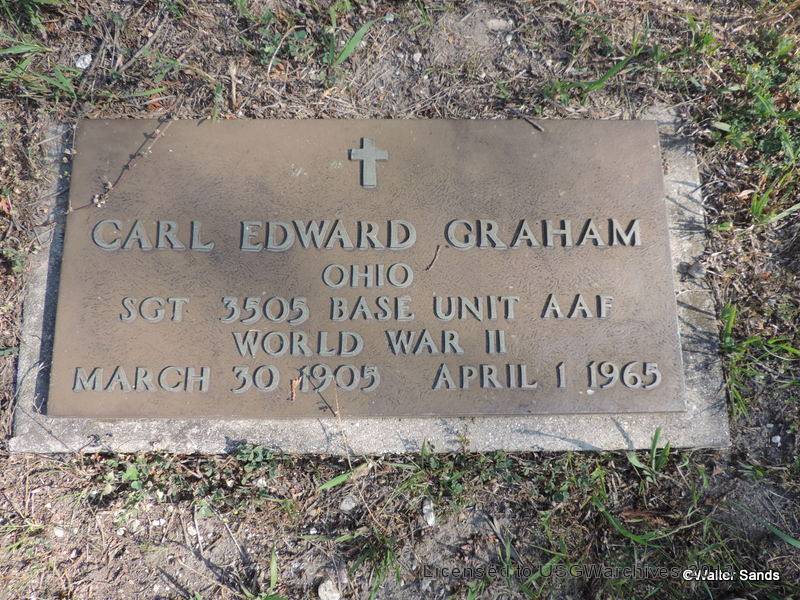 CARL EDWARD GRAHAM
OHIO
SGT 3505 BASE UNIT AAF
WORLD WAR II
MARCH 30 1905 APRIL 1 1965
Licensed to USGWarchives
©Walter Sands